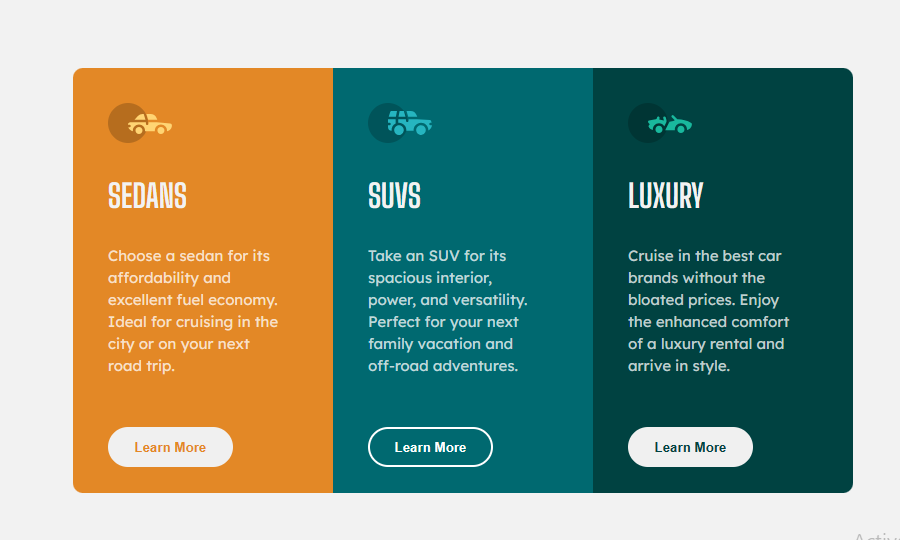 SEDANS
Choose a sedan for its
affordability and
excellent fuel economy.
Ideal for cruising in the
city or on your next
road trip.
Learn More
SUVS
Take an SUV for its
spacious interior,
power, and versatility.
Perfect for your next
family vacation and
off-road adventures.
Learn More
LUXURY
Cruise in the best car
brands without the
bloated prices. Enjoy
the enhanced comfort
of a luxury rental and
arrive in style.
Learn More